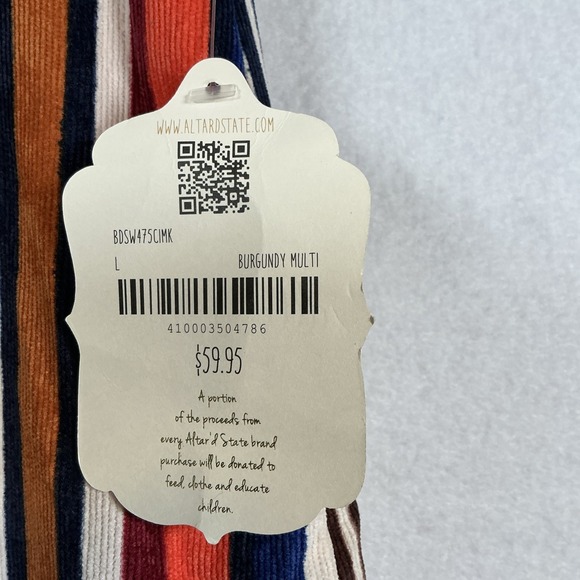 WWW.ALTARDSTATE.COM
BDSW475CIMK
L BURGUNDY MULTI
410003504786
$59.95
A portion
of the proceeds from
every Altar'd State brand
purchase will be donated to
feed, clothe and educate
children.